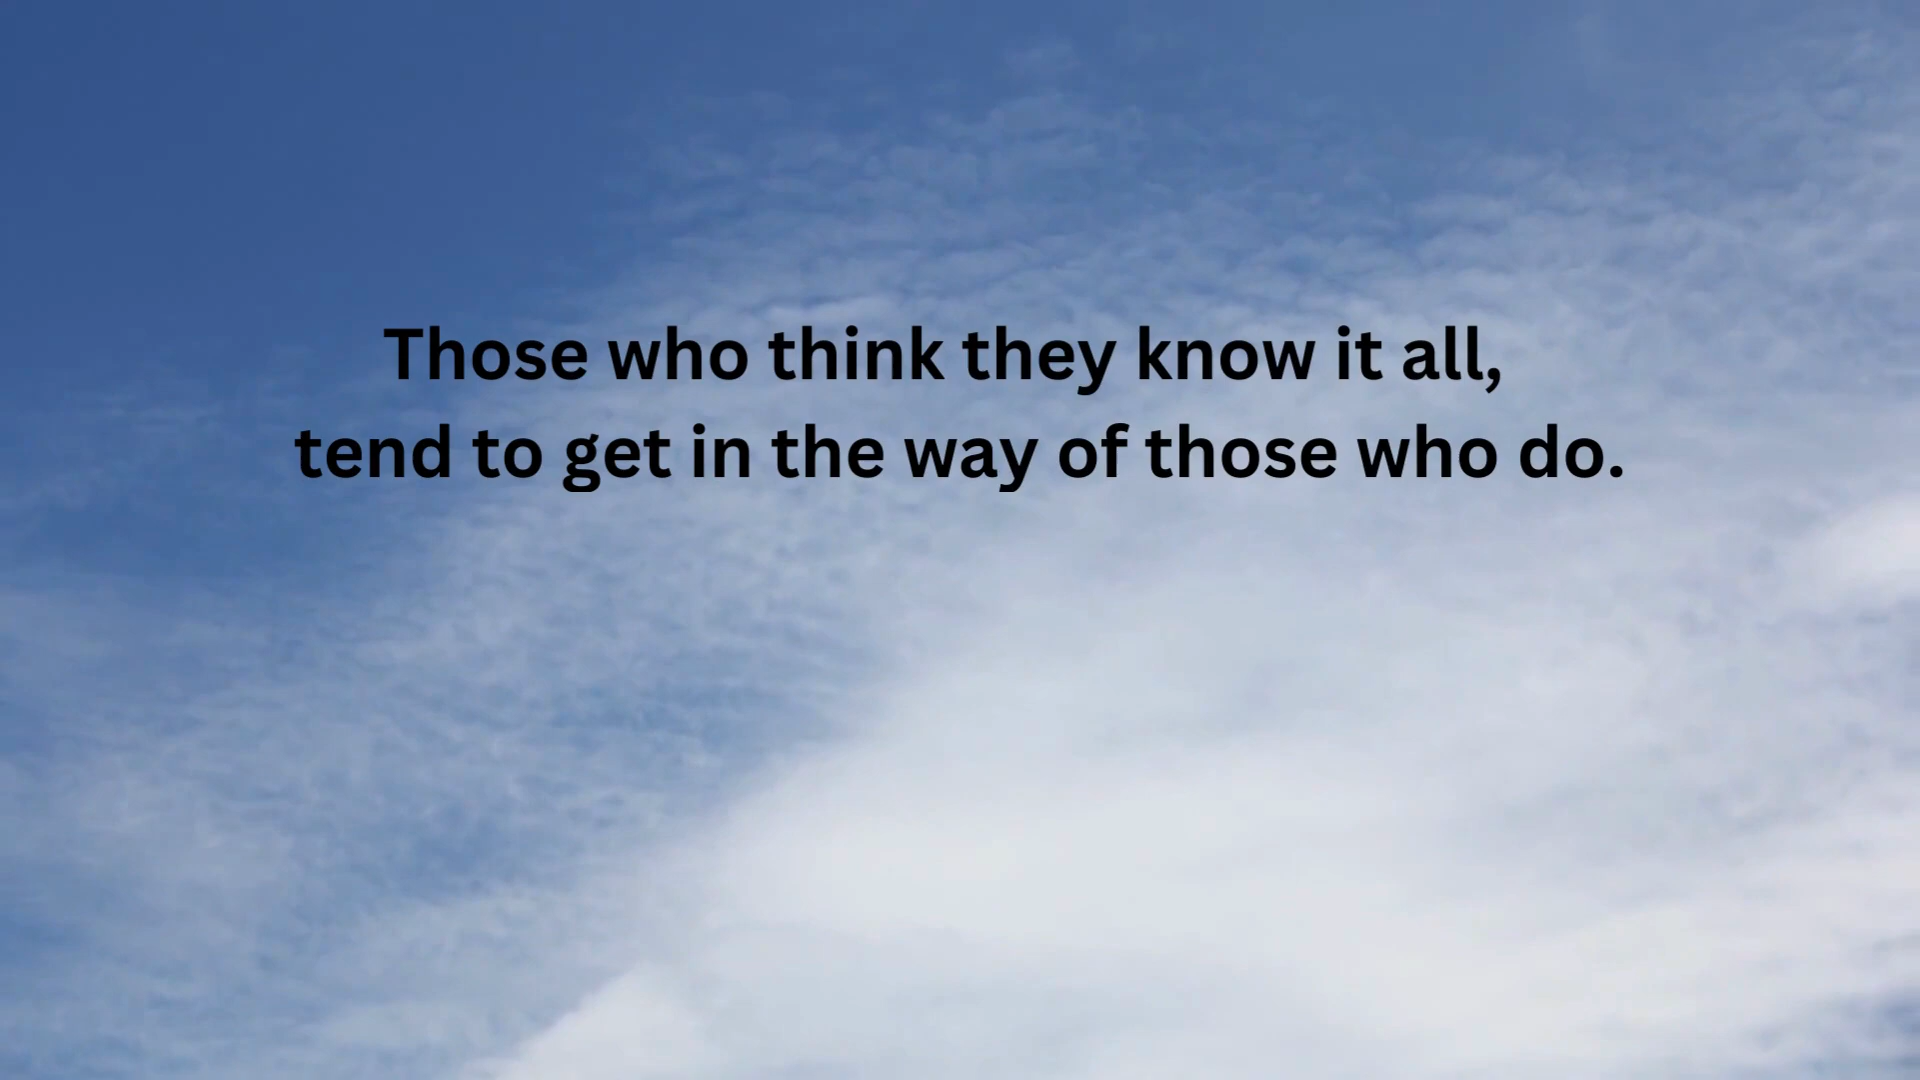 Those who think they know it all,
tend to get in the way of those who do.